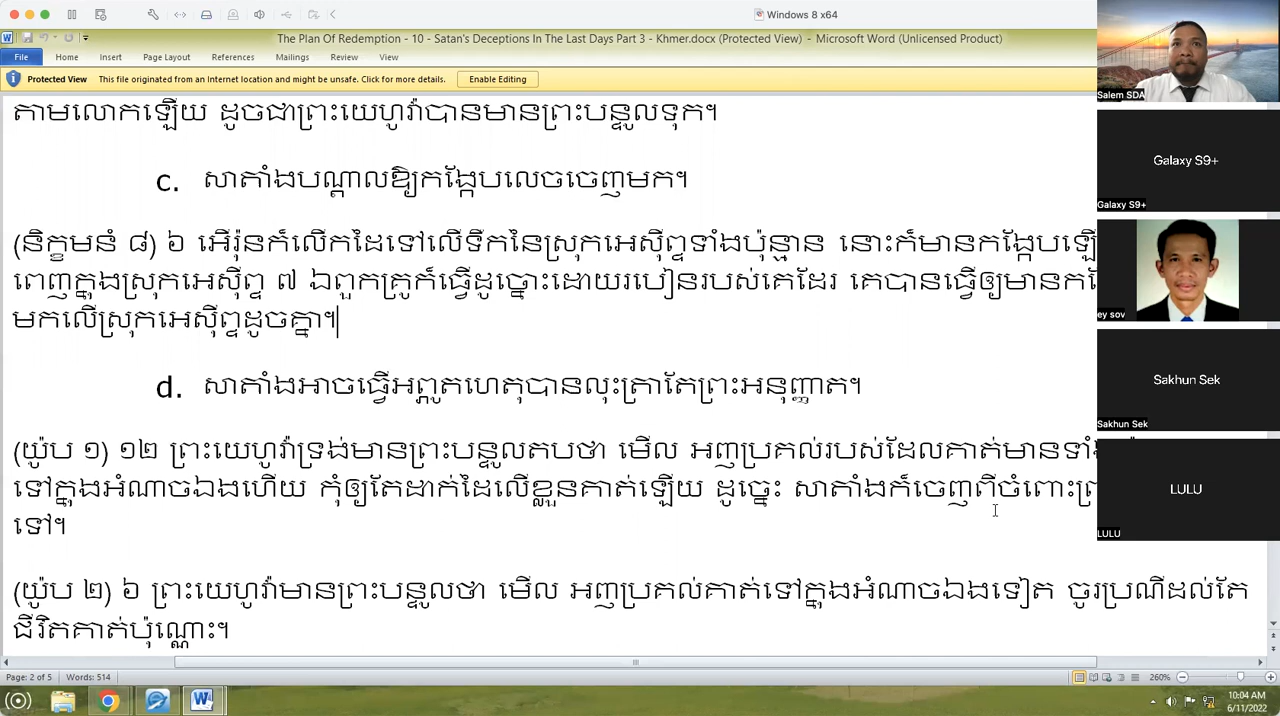 Windows 8 x64
The Plan Of Redemption - 10 - Satan's Deceptions In The Last Days Part 3 - Khmer.docx (Protected View) - Microsoft Word (Unlicensed Product)
File Home Insert Page Layout References Mailings Review View
Protected View This file originated from an Internet location and might be unsafe. Click for more details. Enable Editing
តាមលោកឡើយ ដូចជាព្រះយេហូវ៉ាបានមានព្រះបន្ទូលទុក។
c. សាតាំងបណ្តាលឱ្យកង្កែបលេចចេញមក។
(និក្ខមនំ ៨) ៦ អើរ៉ុនក៏លើកដៃទៅលើទឹកនៃស្រុកអេស៊ីព្ទទាំងប៉ុន្មាន នោះក៏មានកង្កែបឡើ
ពេញក្នុងស្រុកអេស៊ីព្ទ ៧ ឯពួកគ្រូក៏ធ្វើដូច្នោះដោយរបៀនរបស់គេដែរ គេបានធ្វើឲ្យមាន
មកលើស្រុកអេស៊ីព្ទដូចគ្នា។
d. សាតាំងអាចធ្វើអព្ភូតហេតុបានលុះត្រាតែព្រះអនុញ្ញាត។
(យ៉ូប ១) ១២ ព្រះយេហូវ៉ាទ្រង់មានព្រះបន្ទូលតបថា មើល អញប្រគល់របស់ដែលគាត់មាន
ទៅក្នុងអំណាចឯងហើយ កុំឲ្យតែដាក់ដៃលើខ្លួនគាត់ឡើយ ដូច្នេះ សាតាំងក៏ចេញពីចំពោះ
ទៅ។
(យ៉ូប ២) ៦ ព្រះយេហូវ៉ាមានព្រះបន្ទូលថា មើល អញប្រគល់គាត់ទៅក្នុងអំណាចឯងទៀត ចូរប្រណីដល់តែ
ជីវិតគាត់ប៉ុណ្ណោះ។
Page: 2 of 5 Words: 514 260%
10:04 AM
6/11/2022
Salem SDA
Galaxy S9+
Galaxy S9+
ey sov
Sakhun Sek
Sakhun Sek
LULU
LULU